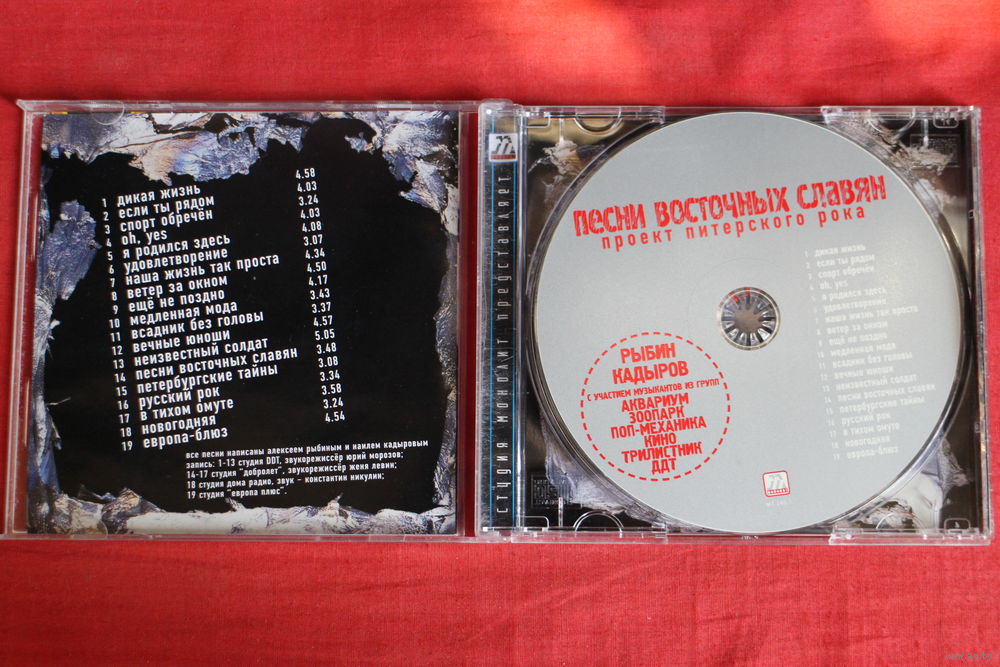 1 дикая жизнь 4.58
2 если ты рядом 4.03
3 спорт обречён 3.24
4 oh, yes 4.03
5 я родился здесь 4.08
6 удовлетворение 3.07
7 наша жизнь так проста 4.34
8 ветер за окном 4.50
9 ещё не поздно 4.17
10 медленная мода 3.43
11 всадник без головы 3.37
12 вечные юноши 4.57
13 неизвестный солдат 5.05
14 песни восточных славян 3.48
15 петербургские тайны 3.08
16 русский рок 3.34
17 в тихом омуте 3.58
18 новогодняя 3.24
19 европа-блюз 4.54
все песни написаны алексеем рыбиным и наилем кадыровым
запись: 1-13 студия DDT, звукорежиссёр юрий морозов;
14-17 студия "добролет", звукорежиссёр женя левин;
18 студия дома радио, звук - константин никулин;
19 студия "европа плюс".
студия монолит представляет
песни восточных славян
проект питерского рока
1 дикая жизнь
2 если ты рядом
3 спорт обречён
4 oh, yes
5 я родился здесь
6 удовлетворение
7 наша жизнь так проста
8 ветер за окном
9 ещё не поздно
10 медленная мода
11 всадник без головы
12 вечные юноши
13 неизвестный солдат
14 песни восточных славян
15 петербургские тайны
16 русский рок
17 в тихом омуте
18 новогодняя
19 европа-блюз
РЫБИН
КАДЫРОВ
С УЧАСТИЕМ МУЗЫКАНТОВ ИЗ ГРУПП
АКВАРИУМ
ЗООПАРК
ПОП-МЕХАНИКА
КИНО
ТРИЛИСТНИК
ДДТ